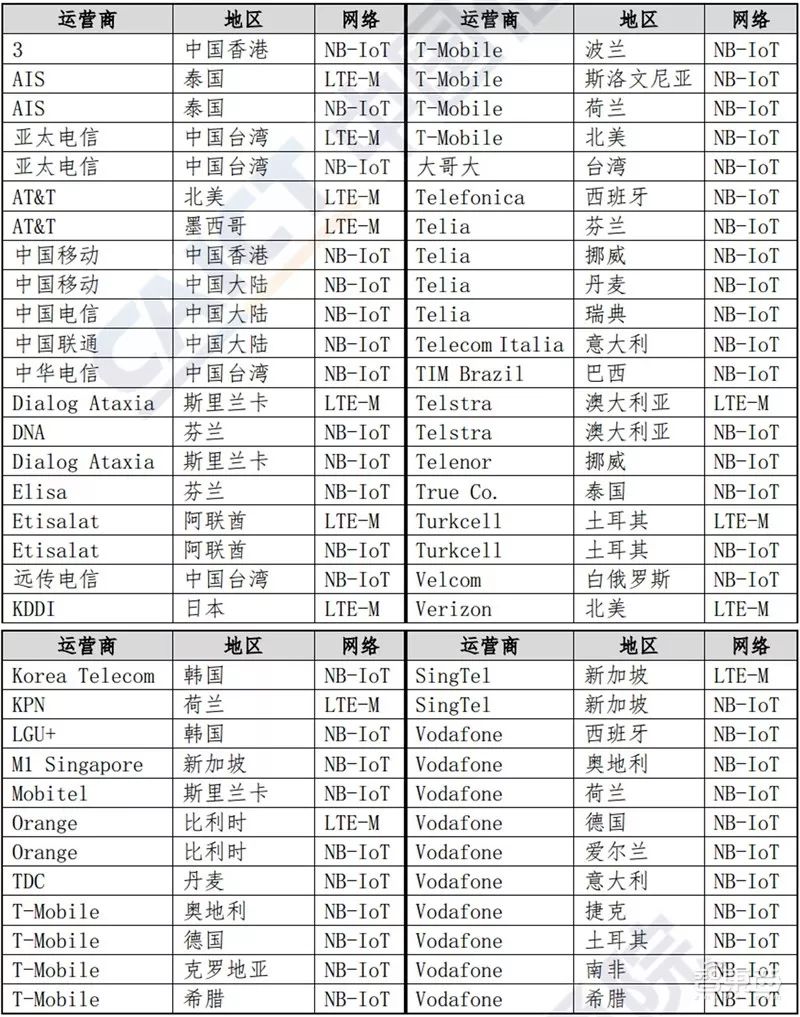 运营商 地区 网络 运营商 地区 网络
3 中国香港 NB-IoT T-Mobile 波兰 NB-IoT
AIS 泰国 LTE-M T-Mobile 斯洛文尼亚 NB-IoT
AIS 泰国 NB-IoT T-Mobile 荷兰 NB-IoT
亚太电信 中国台湾 LTE-M T-Mobile 北美 NB-IoT
亚太电信 中国台湾 NB-IoT 大哥大 台湾 NB-IoT
AT&T 北美 LTE-M Telefonica 西班牙 NB-IoT
AT&T 墨西哥 LTE-M Telia 芬兰 NB-IoT
中国移动 中国香港 NB-IoT Telia 挪威 NB-IoT
中国移动 中国大陆 NB-IoT Telia 丹麦 NB-IoT
中国电信 中国大陆 NB-IoT Telia 瑞典 NB-IoT
中国联通 中国大陆 NB-IoT Telecom Italia 意大利 NB-IoT
中华电信 中国台湾 NB-IoT TIM Brazil 巴西 NB-IoT
Dialog Ataxia 斯里兰卡 LTE-M Telstra 澳大利亚 LTE-M
DNA 芬兰 NB-IoT Telstra 澳大利亚 NB-IoT
Dialog Ataxia 斯里兰卡 NB-IoT Telenor 挪威 NB-IoT
Elisa 芬兰 NB-IoT True Co. 泰国 NB-IoT
Etisalat 阿联酋 LTE-M Turkcell 土耳其 LTE-M
Etisalat 阿联酋 NB-IoT Turkcell 土耳其 NB-IoT
远传电信 中国台湾 NB-IoT Velcom 白俄罗斯 NB-IoT
KDDI 日本 LTE-M Verizon 北美 LTE-M
运营商 地区 网络 运营商 地区 网络
Korea Telecom 韩国 NB-IoT SingTel 新加坡 LTE-M
KPN 荷兰 LTE-M SingTel 新加坡 NB-IoT
LGU+ 韩国 NB-IoT Vodafone 西班牙 NB-IoT
M1 Singapore 新加坡 NB-IoT Vodafone 奥地利 NB-IoT
Mobitel 斯里兰卡 NB-IoT Vodafone 荷兰 NB-IoT
Orange 比利时 LTE-M Vodafone 德国 NB-IoT
Orange 比利时 NB-IoT Vodafone 爱尔兰 NB-IoT
TDC 丹麦 NB-IoT Vodafone 意大利 NB-IoT
T-Mobile 奥地利 NB-IoT Vodafone 捷克 NB-IoT
T-Mobile 德国 NB-IoT Vodafone 土耳其 NB-IoT
T-Mobile 克罗地亚 NB-IoT Vodafone 南非 NB-IoT
T-Mobile 希腊 NB-IoT Vodafone 希腊 NB-IoT